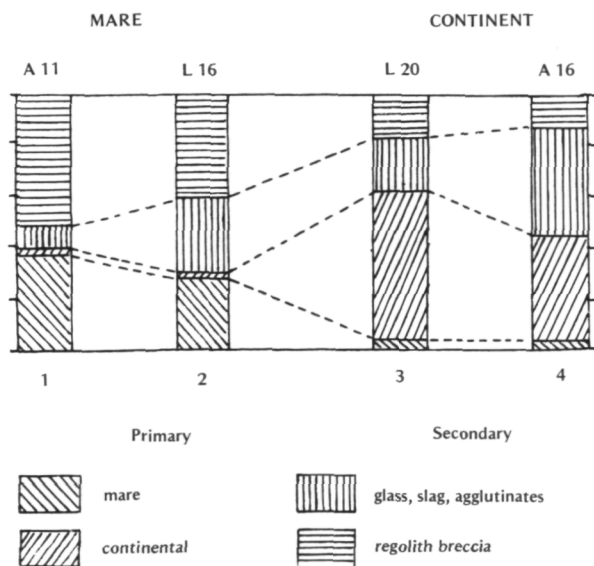 MARE CONTINENT
A 11 L 16 L 20 A 16
1 2 3 4
Primary Secondary
mare glass, slag, agglutinates
continental regolith breccia